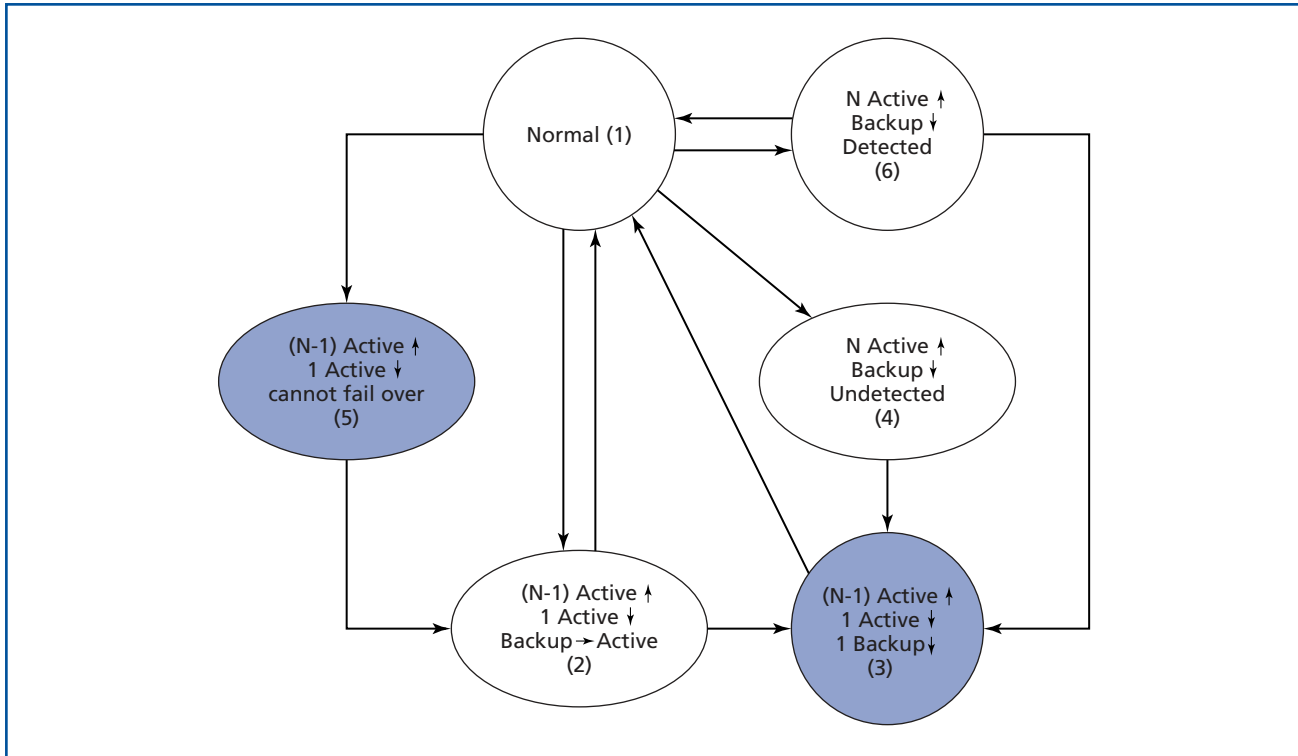 Normal (1)
N Active ↑
Backup ↓
Detected
(6)
(N-1) Active ↑
1 Active ↓
cannot fail over
(5)
N Active ↑
Backup ↓
Undetected
(4)
(N-1) Active ↑
1 Active ↓
Backup → Active
(2)
(N-1) Active ↑
1 Active ↓
1 Backup ↓
(3)